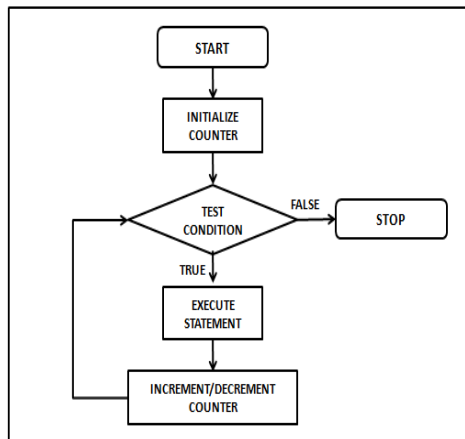 START
INITIALIZE
COUNTER
TEST
CONDITION
FALSE
STOP
TRUE
EXECUTE
STATEMENT
INCREMENT/DECREMENT
COUNTER